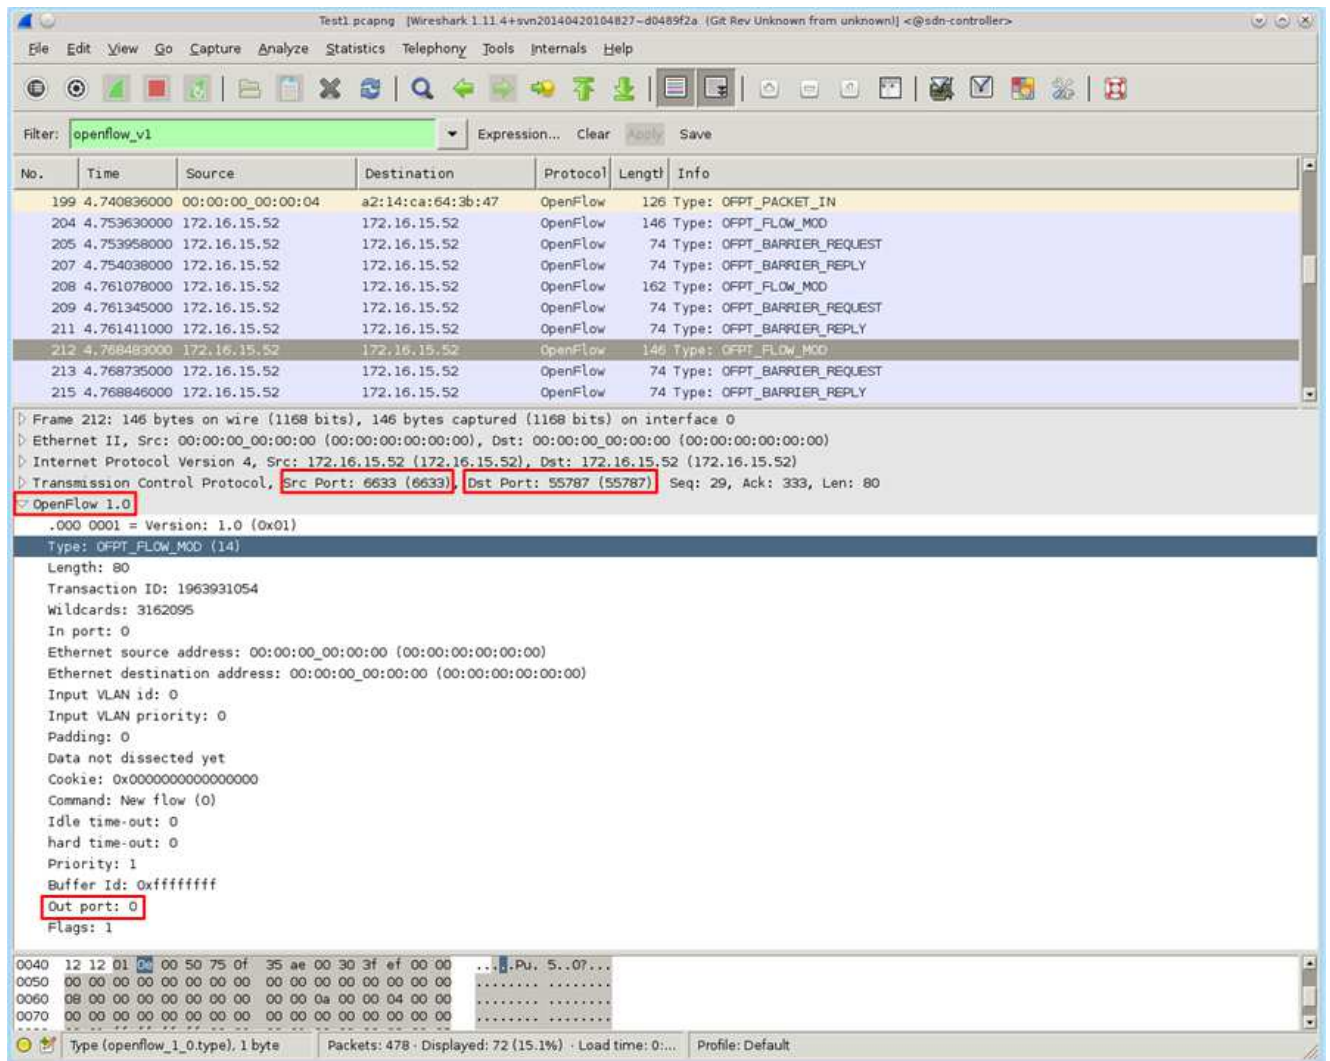 Test1.pcapng [Wireshark 1.11.4+svn20140420104827~d0489f2a (Git Rev Unknown from unknown)] <@sdn-controller>
File Edit View Go Capture Analyze Statistics Telephony Tools Internals Help
Filter: openflow_v1 Expression... Clear Apply Save
No. Time Source Destination Protocol Length Info
199 4.740836000 00:00:00_00:00:04 a2:14:ca:64:3b:47 OpenFlow 126 Type: OFPT_PACKET_IN
204 4.753630000 172.16.15.52 172.16.15.52 OpenFlow 146 Type: OFPT_FLOW_MOD
205 4.753958000 172.16.15.52 172.16.15.52 OpenFlow 74 Type: OFPT_BARRIER_REQUEST
207 4.754038000 172.16.15.52 172.16.15.52 OpenFlow 74 Type: OFPT_BARRIER_REPLY
208 4.761078000 172.16.15.52 172.16.15.52 OpenFlow 162 Type: OFPT_FLOW_MOD
209 4.761345000 172.16.15.52 172.16.15.52 OpenFlow 74 Type: OFPT_BARRIER_REQUEST
211 4.761411000 172.16.15.52 172.16.15.52 OpenFlow 74 Type: OFPT_BARRIER_REPLY
212 4.768483000 172.16.15.52 172.16.15.52 OpenFlow 146 Type: OFPT_FLOW_MOD
213 4.768735000 172.16.15.52 172.16.15.52 OpenFlow 74 Type: OFPT_BARRIER_REQUEST
215 4.768846000 172.16.15.52 172.16.15.52 OpenFlow 74 Type: OFPT_BARRIER_REPLY
Frame 212: 146 bytes on wire (1168 bits), 146 bytes captured (1168 bits) on interface 0
Ethernet II, Src: 00:00:00_00:00:00 (00:00:00:00:00:00), Dst: 00:00:00_00:00:00 (00:00:00:00:00:00)
Internet Protocol Version 4, Src: 172.16.15.52 (172.16.15.52), Dst: 172.16.15.52 (172.16.15.52)
Transmission Control Protocol, Src Port: 6633 (6633), Dst Port: 55787 (55787) Seq: 29, Ack: 333, Len: 80
OpenFlow 1.0
.000 0001 = Version: 1.0 (0x01)
Type: OFPT_FLOW_MOD (14)
Length: 80
Transaction ID: 1963931054
Wildcards: 3162095
In port: 0
Ethernet source address: 00:00:00_00:00:00 (00:00:00:00:00:00)
Ethernet destination address: 00:00:00_00:00:00 (00:00:00:00:00:00)
Input VLAN id: 0
Input VLAN priority: 0
Padding: 0
Data not dissected yet
Cookie: 0x0000000000000000
Command: New flow (0)
Idle time-out: 0
hard time-out: 0
Priority: 1
Buffer Id: 0xffffffff
Out port: 0
Flags: 1
0040 12 12 01 0e 00 50 75 0f 35 ae 00 30 3f ef 00 00 .....Pu. 5..0?...
0050 00 00 00 00 00 00 00 00 00 00 00 00 00 00 00 00 ........ ........
0060 08 00 00 00 00 00 00 00 00 00 0a 00 00 04 00 00 ........ ........
0070 00 00 00 00 00 00 00 00 00 00 00 00 00 00 00 00 ........ ........
Type (openflow_1_0.type), 1 byte Packets: 478 · Displayed: 72 (15.1%) · Load time: 0:... Profile: Default